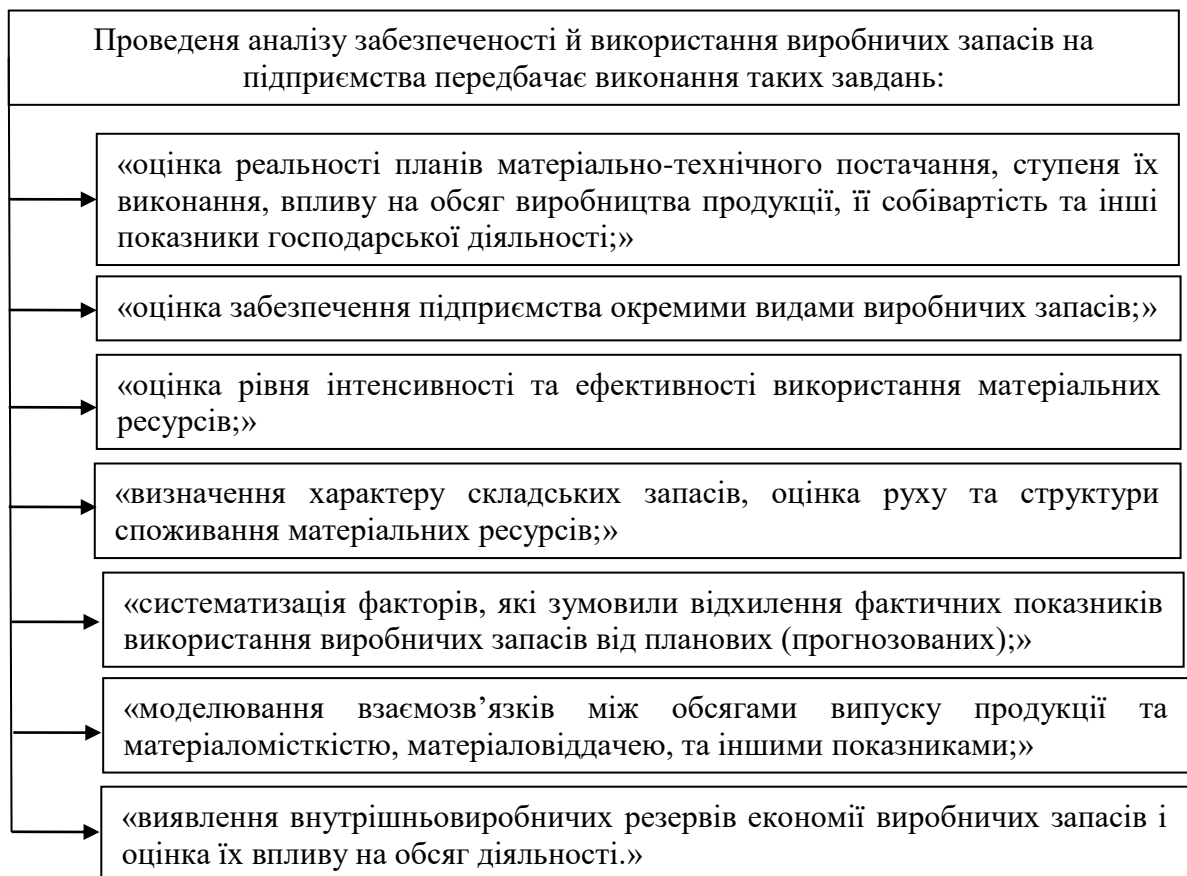 Проведеня аналізу забезпеченості й використання виробничих запасів на
підприємства передбачає виконання таких завдань:
«оцінка реальності планів матеріально-технічного постачання, ступеня їх
виконання, впливу на обсяг виробництва продукції, її собівартість та інші
показники господарської діяльності;»
«оцінка забезпечення підприємства окремими видами виробничих запасів;»
«оцінка рівня інтенсивності та ефективності використання матеріальних
ресурсів;»
«визначення характеру складських запасів, оцінка руху та структури
споживання матеріальних ресурсів;»
«систематизація факторів, які зумовили відхилення фактичних показників
використання виробничих запасів від планових (прогнозованих);»
«моделювання взаємозв’язків між обсягами випуску продукції та
матеріаломісткістю, матеріаловіддачею, та іншими показниками;»
«виявлення внутрішньовиробничих резервів економії виробничих запасів і
оцінка їх впливу на обсяг діяльності.»